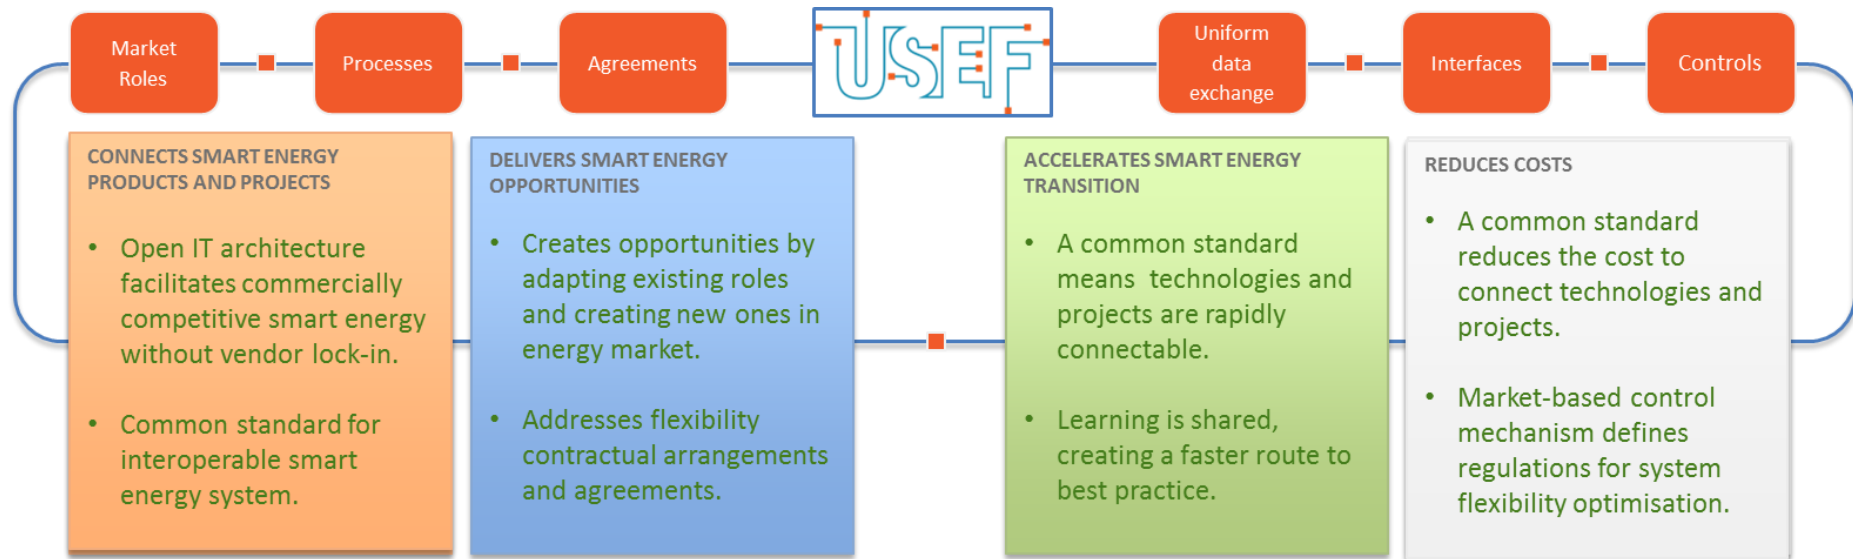 Market
Roles
Processes
Agreements
USEF
Uniform
data
exchange
Interfaces
Controls
CONNECTS SMART ENERGY
PRODUCTS AND PROJECTS
• Open IT architecture
facilitates commercially
competitive smart energy
without vendor lock-in.
• Common standard for
interoperable smart
energy system.
DELIVERS SMART ENERGY
OPPORTUNITIES
• Creates opportunities by
adapting existing roles
and creating new ones in
energy market.
• Addresses flexibility
contractual arrangements
and agreements.
ACCELERATES SMART ENERGY
TRANSITION
• A common standard
means technologies and
projects are rapidly
connectable.
• Learning is shared,
creating a faster route to
best practice.
REDUCES COSTS
• A common standard
reduces the cost to
connect technologies and
projects.
• Market-based control
mechanism defines
regulations for system
flexibility optimisation.